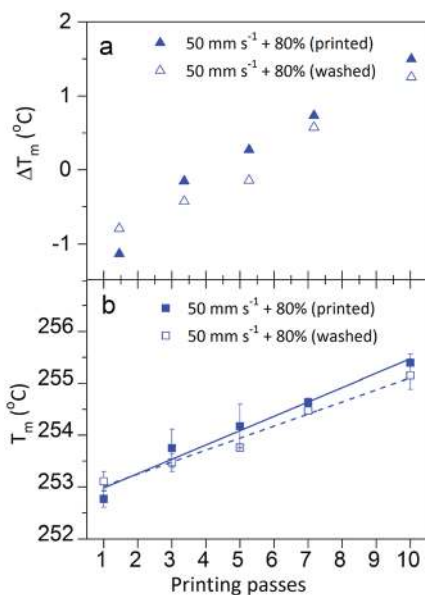 a
50 mm s⁻¹ + 80% (printed)
50 mm s⁻¹ + 80% (washed)
2
1
0
-1
ΔTₘ (°C)
b
50 mm s⁻¹ + 80% (printed)
50 mm s⁻¹ + 80% (washed)
256
255
254
253
252
Tₘ (°C)
1 2 3 4 5 6 7 8 9 10
Printing passes